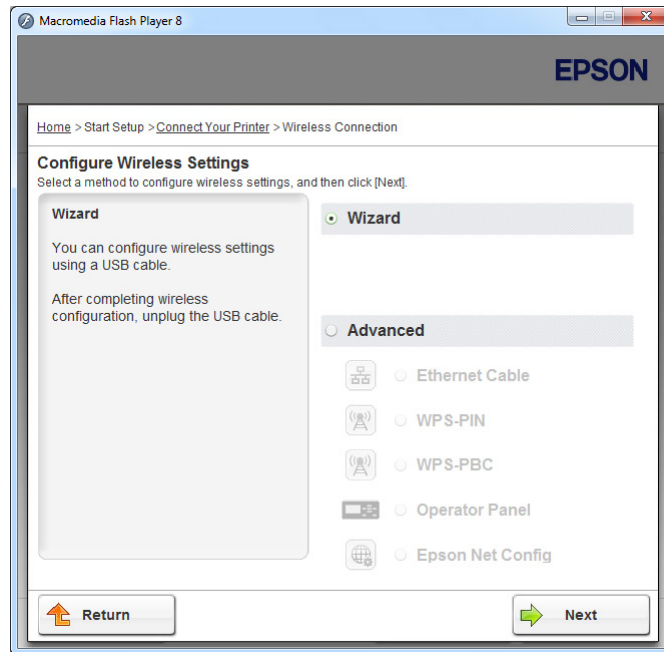 Macromedia Flash Player 8
EPSON
Home > Start Setup > Connect Your Printer > Wireless Connection
Configure Wireless Settings
Select a method to configure wireless settings, and then click [Next].
Wizard
You can configure wireless settings
using a USB cable.
After completing wireless
configuration, unplug the USB cable.
Wizard
Advanced
Ethernet Cable
WPS-PIN
WPS-PBC
Operator Panel
Epson Net Config
Return
Next